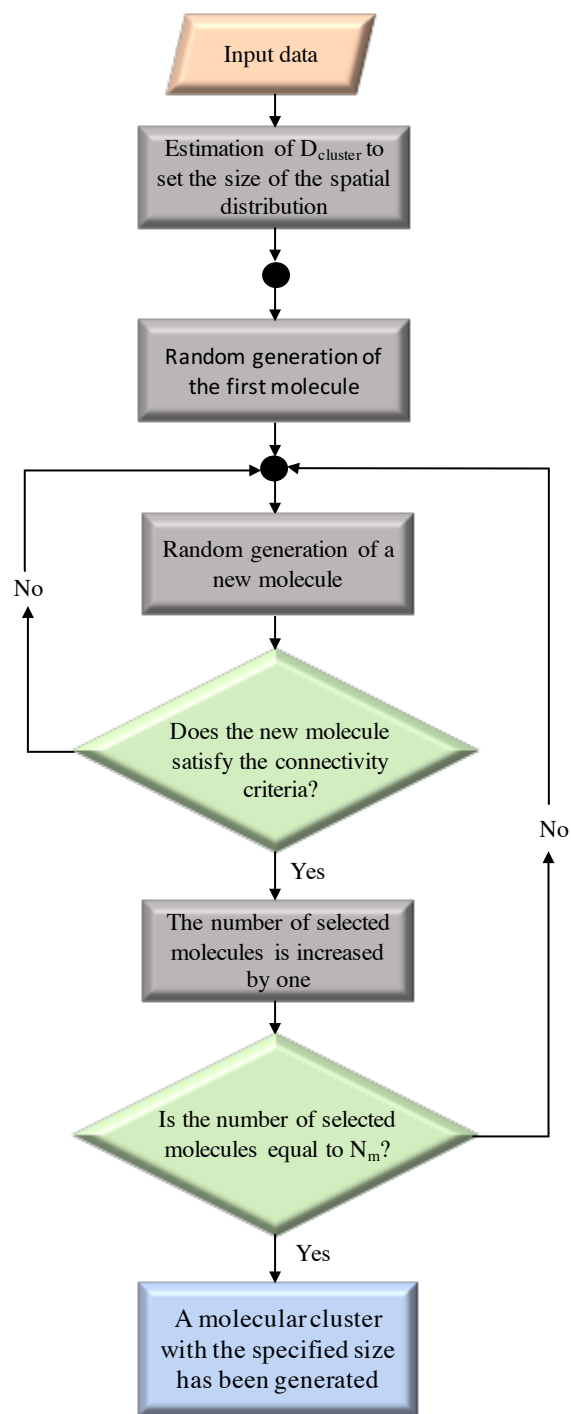 Input data
Estimation of D_cluster to
set the size of the spatial
distribution
Random generation of
the first molecule
Random generation of a
new molecule
No
Does the new molecule
satisfy the connectivity
criteria?
No
Yes
The number of selected
molecules is increased
by one
Is the number of selected
molecules equal to N_m?
Yes
A molecular cluster
with the specified size
has been generated